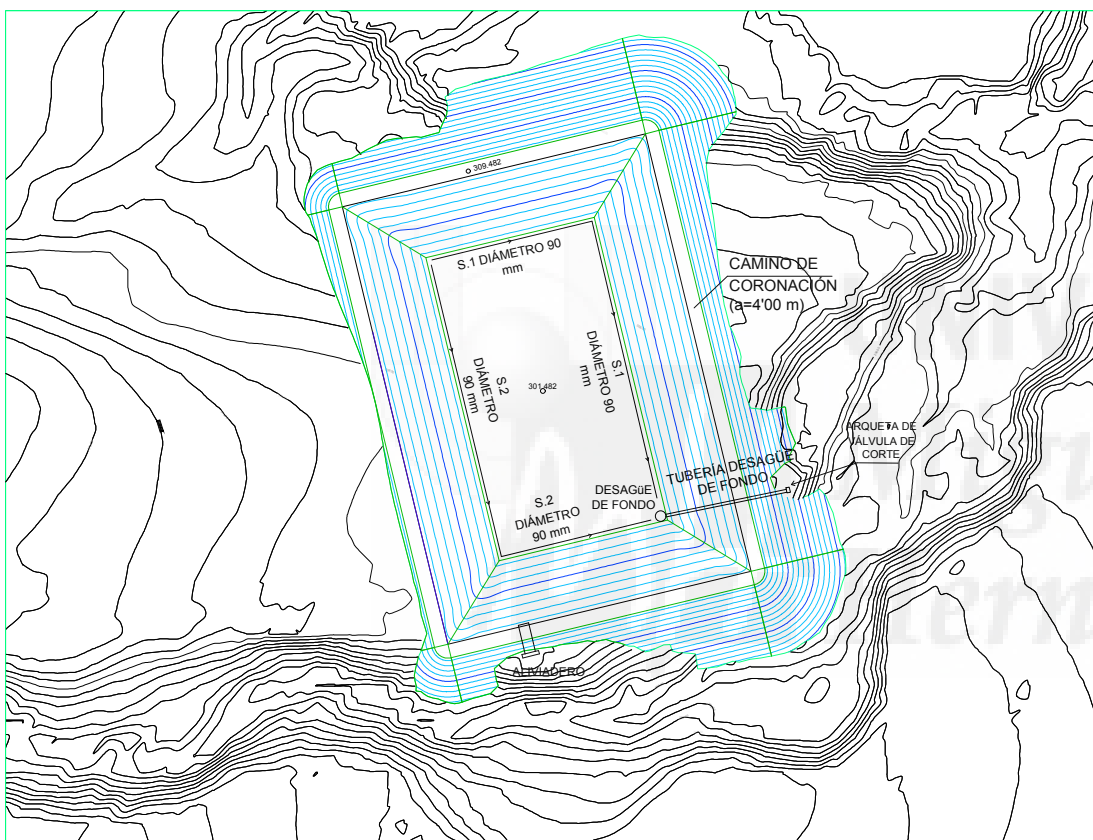 309.482
S.1 DIÁMETRO 90
mm
CAMINO DE
CORONACIÓN
(a=4'00 m)
S.1
DIÁMETRO 90
mm
S.2
DIÁMETRO
90 mm
301.482
ARQUETA DE
VÁLVULA DE
CORTE
TUBERÍA DESAGÜE
DE FONDO
DESAGüE
DE FONDO
S.2
DIÁMETRO
90 mm
ALIVIADERO